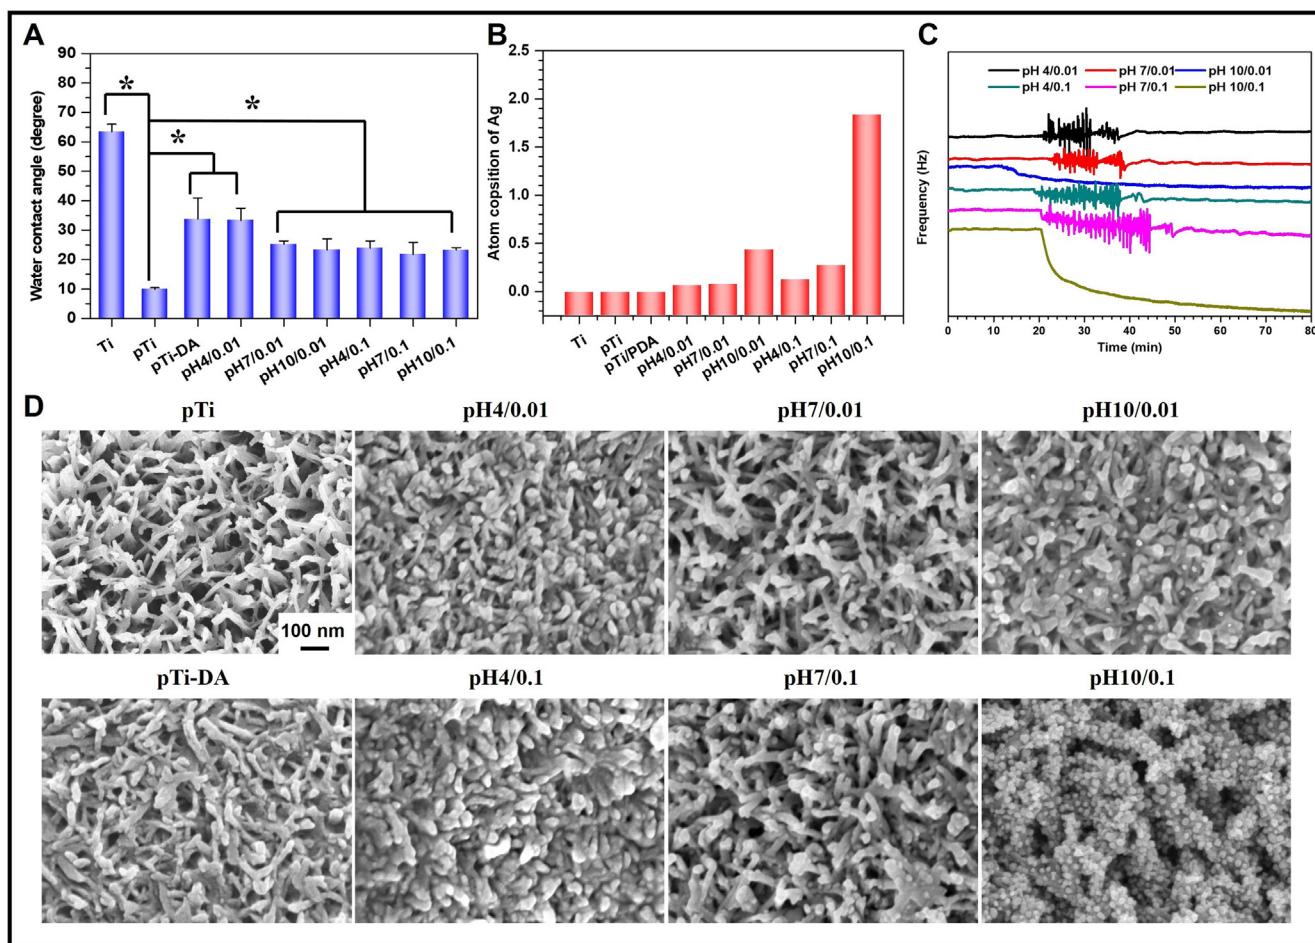 A
Water contact angle (degree)
90
80
70
60
50
40
30
20
10
0
*
*
*
Ti
pTi
pTi-DA
pH4/0.01
pH7/0.01
pH10/0.01
pH4/0.1
pH7/0.1
pH10/0.1
B
Atom coposition of Ag
2.5
2.0
1.5
1.0
0.5
0.0
Ti
pTi
pTi/PDA
pH4/0.01
pH7/0.01
pH10/0.01
pH4/0.1
pH7/0.1
pH10/0.1
C
pH 4/0.01 pH 7/0.01 pH 10/0.01
pH 4/0.1 pH 7/0.1 pH 10/0.1
Frequency (Hz)
0 10 20 30 40 50 60 70 80
Time (min)
D
pTi pH4/0.01 pH7/0.01 pH10/0.01
100 nm
pTi-DA pH4/0.1 pH7/0.1 pH10/0.1